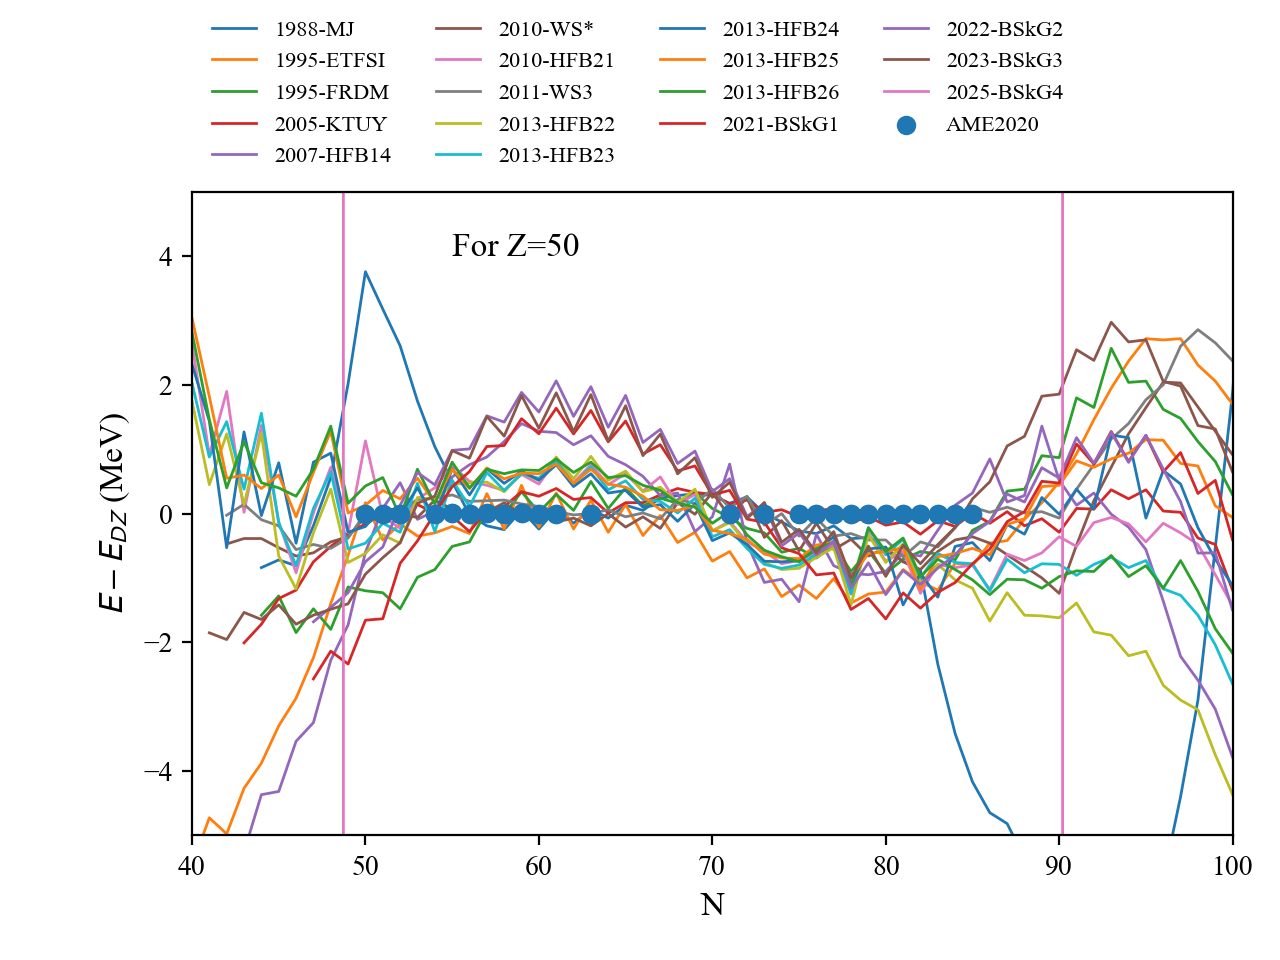 1988-MJ
1995-ETFSI
1995-FRDM
2005-KTUY
2007-HFB14
2010-WS*
2010-HFB21
2011-WS3
2013-HFB22
2013-HFB23
2013-HFB24
2013-HFB25
2013-HFB26
2021-BSkG1
2022-BSkG2
2023-BSkG3
2025-BSkG4
AME2020
For Z=50
E − E_DZ (MeV)
4
2
0
−2
−4
40 50 60 70 80 90 100
N